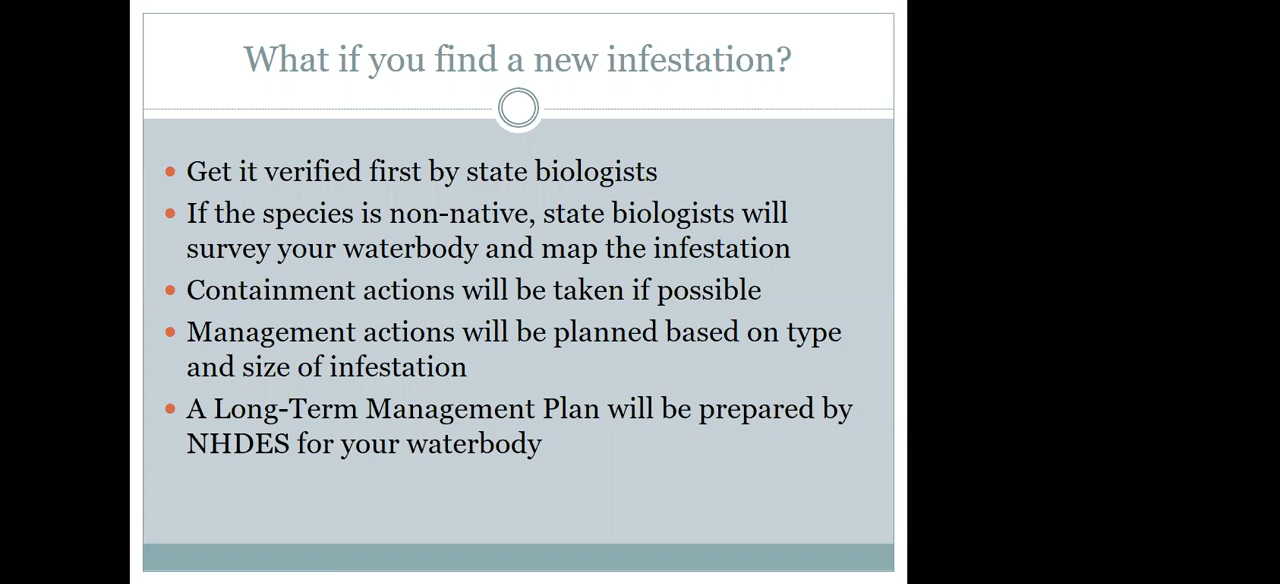 What if you find a new infestation?
• Get it verified first by state biologists
• If the species is non-native, state biologists will
survey your waterbody and map the infestation
• Containment actions will be taken if possible
• Management actions will be planned based on type
and size of infestation
• A Long-Term Management Plan will be prepared by
NHDES for your waterbody